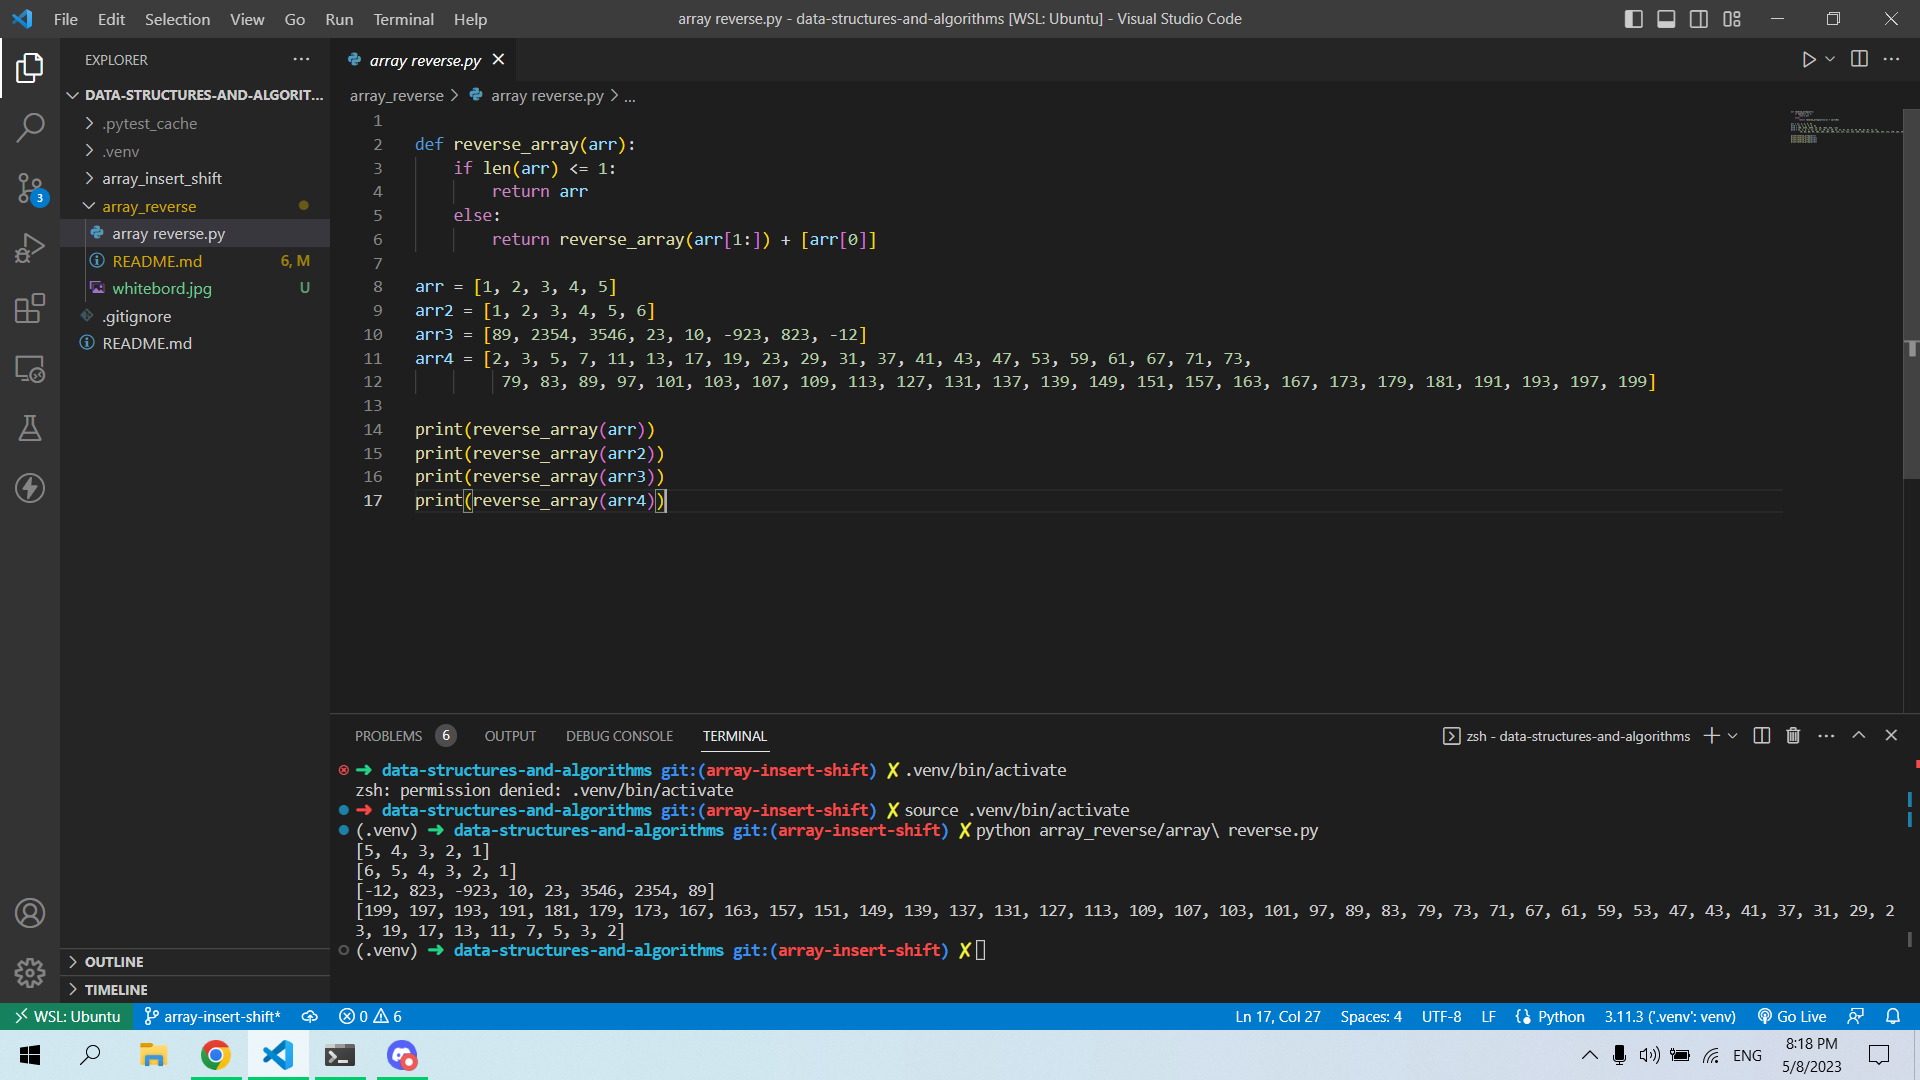 File Edit Selection View Go Run Terminal Help
array reverse.py - data-structures-and-algorithms [WSL: Ubuntu] - Visual Studio Code
EXPLORER
DATA-STRUCTURES-AND-ALGORIT...
.pytest_cache
.venv
array_insert_shift
array_reverse
array reverse.py
README.md 6, M
whitebord.jpg U
.gitignore
README.md
OUTLINE
TIMELINE
3
array reverse.py
array_reverse > array reverse.py > ...
1
2 def reverse_array(arr):
3 if len(arr) <= 1:
4 return arr
5 else:
6 return reverse_array(arr[1:]) + [arr[0]]
7
8 arr = [1, 2, 3, 4, 5]
9 arr2 = [1, 2, 3, 4, 5, 6]
10 arr3 = [89, 2354, 3546, 23, 10, -923, 823, -12]
11 arr4 = [2, 3, 5, 7, 11, 13, 17, 19, 23, 29, 31, 37, 41, 43, 47, 53, 59, 61, 67, 71, 73,
12 79, 83, 89, 97, 101, 103, 107, 109, 113, 127, 131, 137, 139, 149, 151, 157, 163, 167, 173, 179, 181, 191, 193, 197, 199]
13
14 print(reverse_array(arr))
15 print(reverse_array(arr2))
16 print(reverse_array(arr3))
17 print(reverse_array(arr4))
PROBLEMS 6 OUTPUT DEBUG CONSOLE TERMINAL
zsh - data-structures-and-algorithms
➜ data-structures-and-algorithms git:(array-insert-shift) ✗ .venv/bin/activate
zsh: permission denied: .venv/bin/activate
➜ data-structures-and-algorithms git:(array-insert-shift) ✗ source .venv/bin/activate
(.venv) ➜ data-structures-and-algorithms git:(array-insert-shift) ✗ python array_reverse/array\ reverse.py
[5, 4, 3, 2, 1]
[6, 5, 4, 3, 2, 1]
[-12, 823, -923, 10, 23, 3546, 2354, 89]
[199, 197, 193, 191, 181, 179, 173, 167, 163, 157, 151, 149, 139, 137, 131, 127, 113, 109, 107, 103, 101, 97, 89, 83, 79, 73, 71, 67, 61, 59, 53, 47, 43, 41, 37, 31, 29, 2
3, 19, 17, 13, 11, 7, 5, 3, 2]
(.venv) ➜ data-structures-and-algorithms git:(array-insert-shift) ✗
WSL: Ubuntu array-insert-shift* 0 6
Ln 17, Col 27 Spaces: 4 UTF-8 LF Python 3.11.3 ('.venv': venv) Go Live
ENG
8:18 PM
5/8/2023